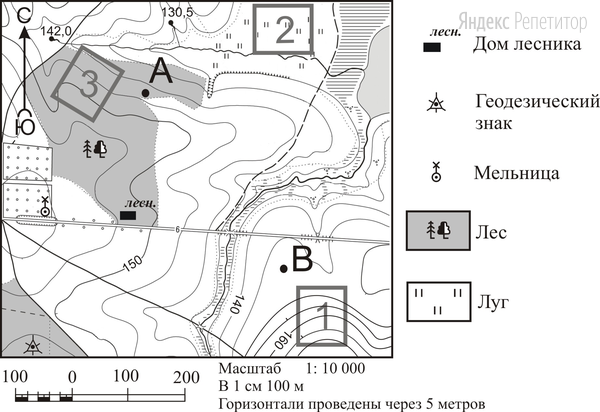 Яндекс Репетитор
С
Ю
142,0
130,5
2
3
А
лесн.
6
В
150
140
160
1
лесн.
Дом лесника
Геодезический
знак
Мельница
Лес
Луг
100
0
100
200
Масштаб 1: 10 000
В 1 см 100 м
Горизонтали проведены через 5 метров